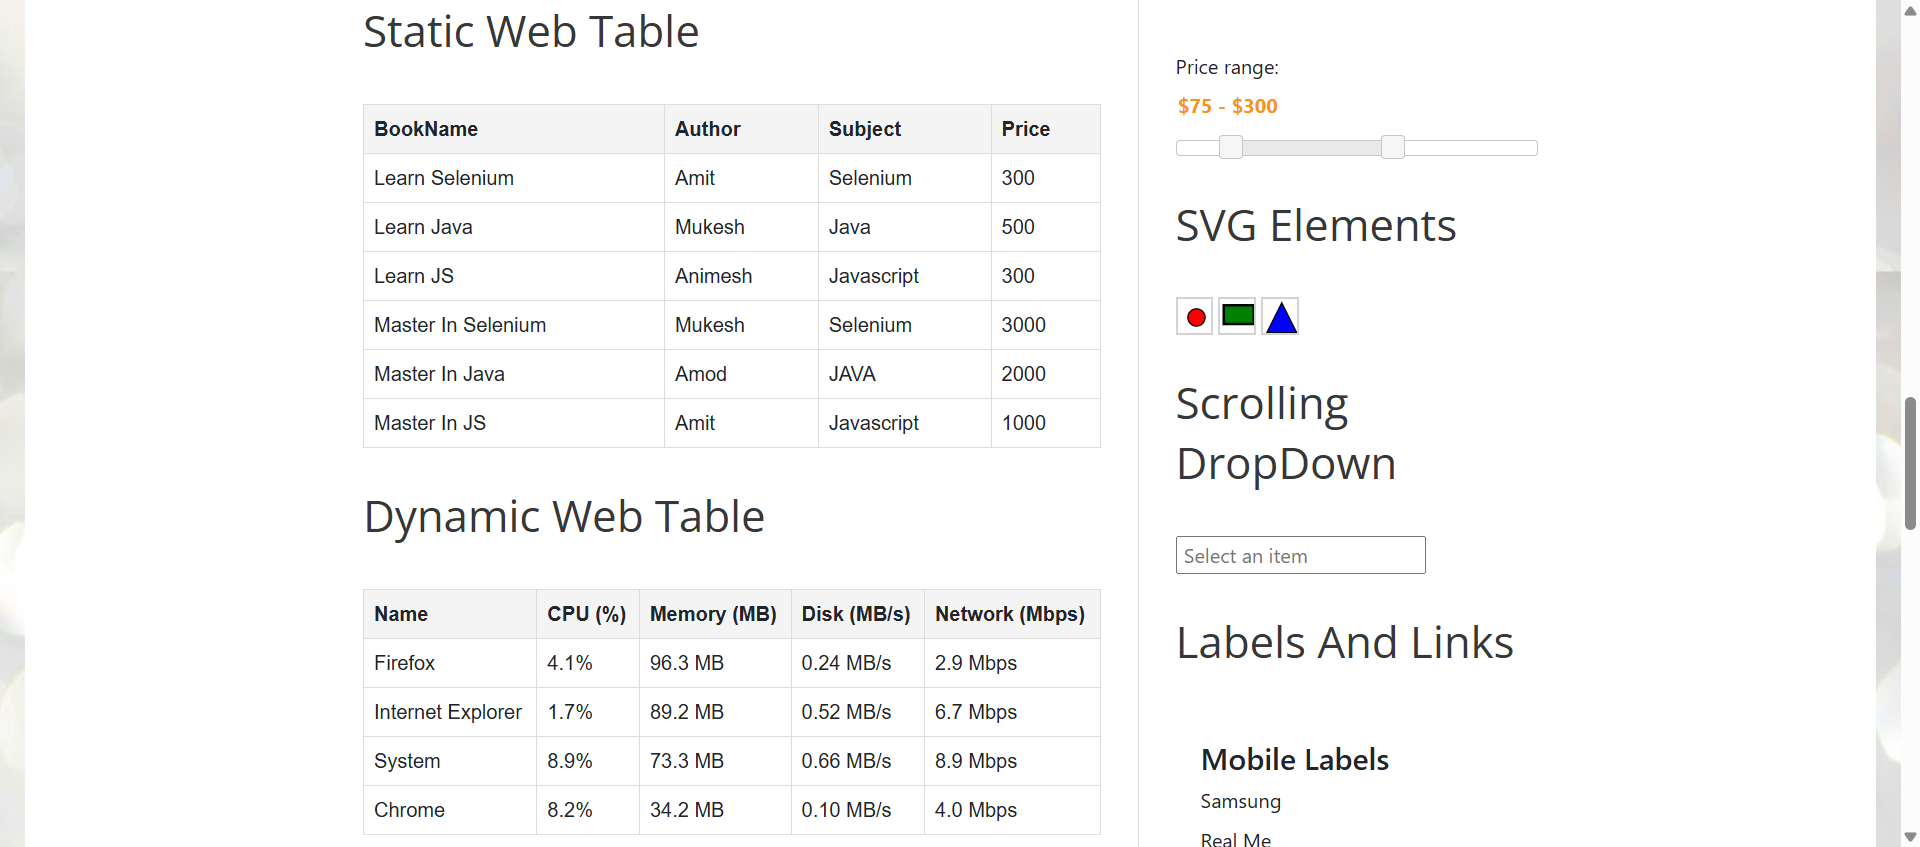 Static Web Table
BookName Author Subject Price
Learn Selenium Amit Selenium 300
Learn Java Mukesh Java 500
Learn JS Animesh Javascript 300
Master In Selenium Mukesh Selenium 3000
Master In Java Amod JAVA 2000
Master In JS Amit Javascript 1000
Dynamic Web Table
Name CPU (%) Memory (MB) Disk (MB/s) Network (Mbps)
Firefox 4.1% 96.3 MB 0.24 MB/s 2.9 Mbps
Internet Explorer 1.7% 89.2 MB 0.52 MB/s 6.7 Mbps
System 8.9% 73.3 MB 0.66 MB/s 8.9 Mbps
Chrome 8.2% 34.2 MB 0.10 MB/s 4.0 Mbps
Price range:
$75 - $300
SVG Elements
Scrolling
DropDown
Select an item
Labels And Links
Mobile Labels
Samsung
Real Me